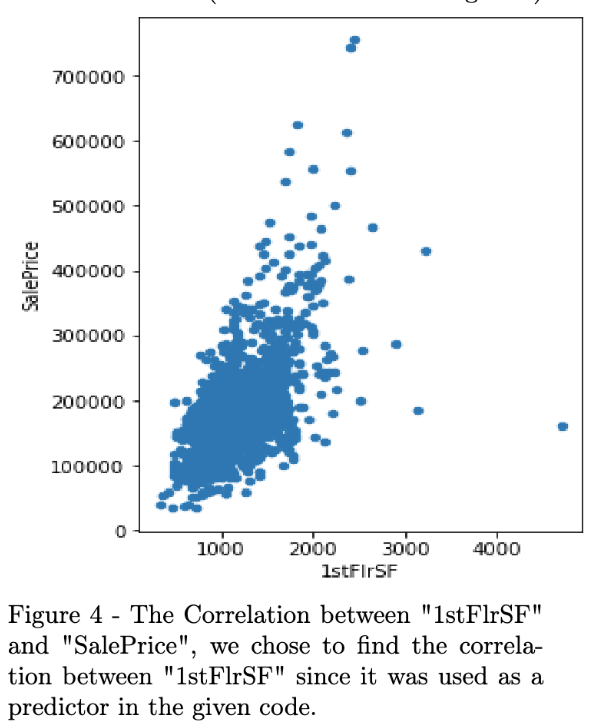 700000
600000
500000
400000
300000
200000
100000
0
SalePrice
1000 2000 3000 4000
1stFlrSF
Figure 4 - The Correlation between "1stFlrSF"
and "SalePrice", we chose to find the correla-
tion between "1stFlrSF" since it was used as a
predictor in the given code.